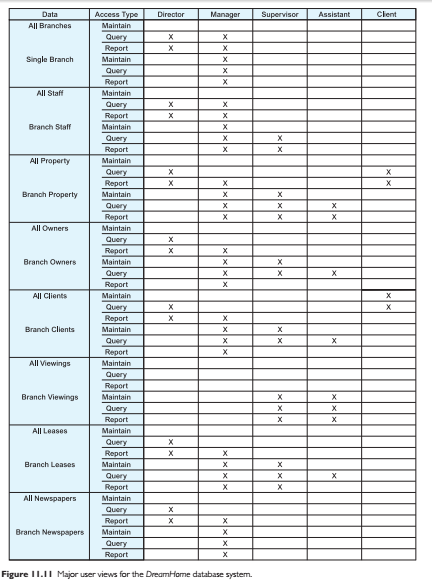 Data Access Type Director Manager Supervisor Assistant Client
All Branches Maintain
Query X X
Report X X
Single Branch Maintain X
Query X
Report X
All Staff Maintain
Query X X
Report X X
Branch Staff Maintain X
Query X X
Report X X
All Property Maintain
Query X X
Report X X X
Branch Property Maintain X X
Query X X X
Report X X X
All Owners Maintain
Query X
Report X X
Branch Owners Maintain X X
Query X X X
Report X
All Clients Maintain X
Query X X
Report X X
Branch Clients Maintain X X
Query X X X
Report X
All Viewings Maintain
Query
Report
Branch Viewings Maintain X X
Query X X
Report X X
All Leases Maintain
Query X
Report X X
Branch Leases Maintain X X
Query X X X
Report X X
All Newspapers Maintain
Query X
Report X X
Branch Newspapers Maintain X
Query X
Report X
Figure 11.11 Major user views for the DreamHome database system.